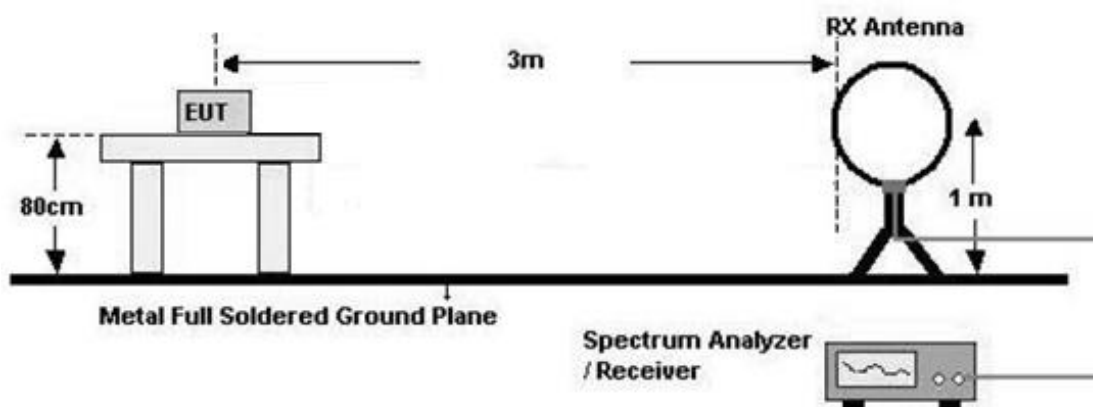 RX Antenna
3m
EUT
80cm
1 m
Metal Full Soldered Ground Plane
Spectrum Analyzer
/ Receiver